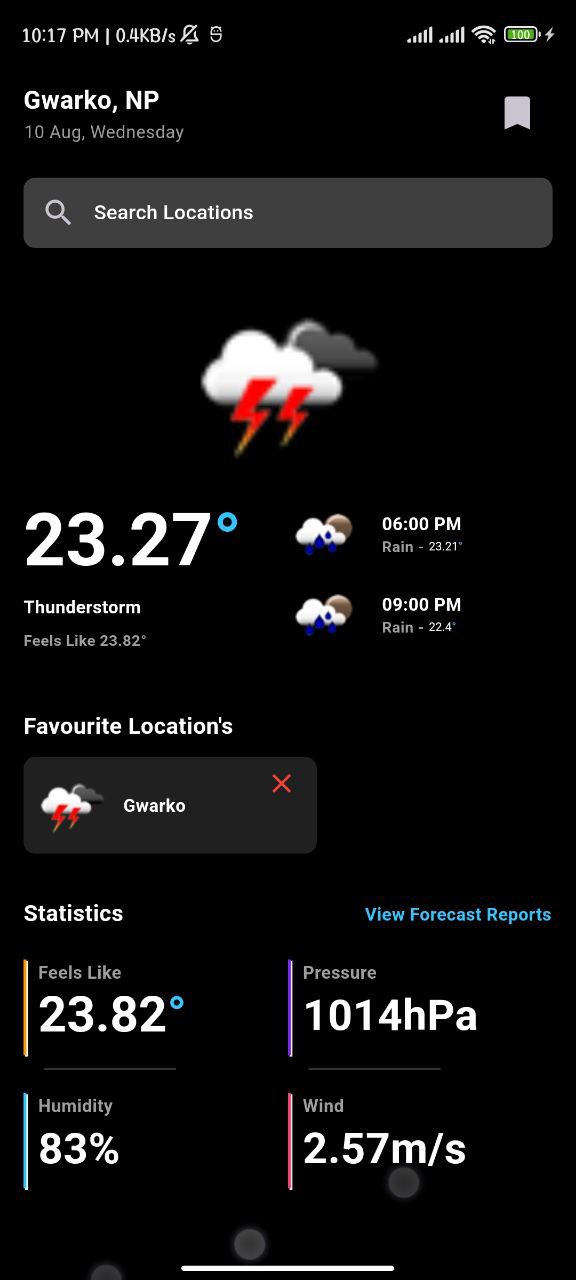 10:17 PM | 0.4KB/s
100
Gwarko, NP
10 Aug, Wednesday
Search Locations
23.27°
Thunderstorm
Feels Like 23.82°
06:00 PM
Rain - 23.21°
09:00 PM
Rain - 22.4°
Favourite Location's
Gwarko
Statistics
View Forecast Reports
Feels Like
23.82°
Pressure
1014hPa
Humidity
83%
Wind
2.57m/s